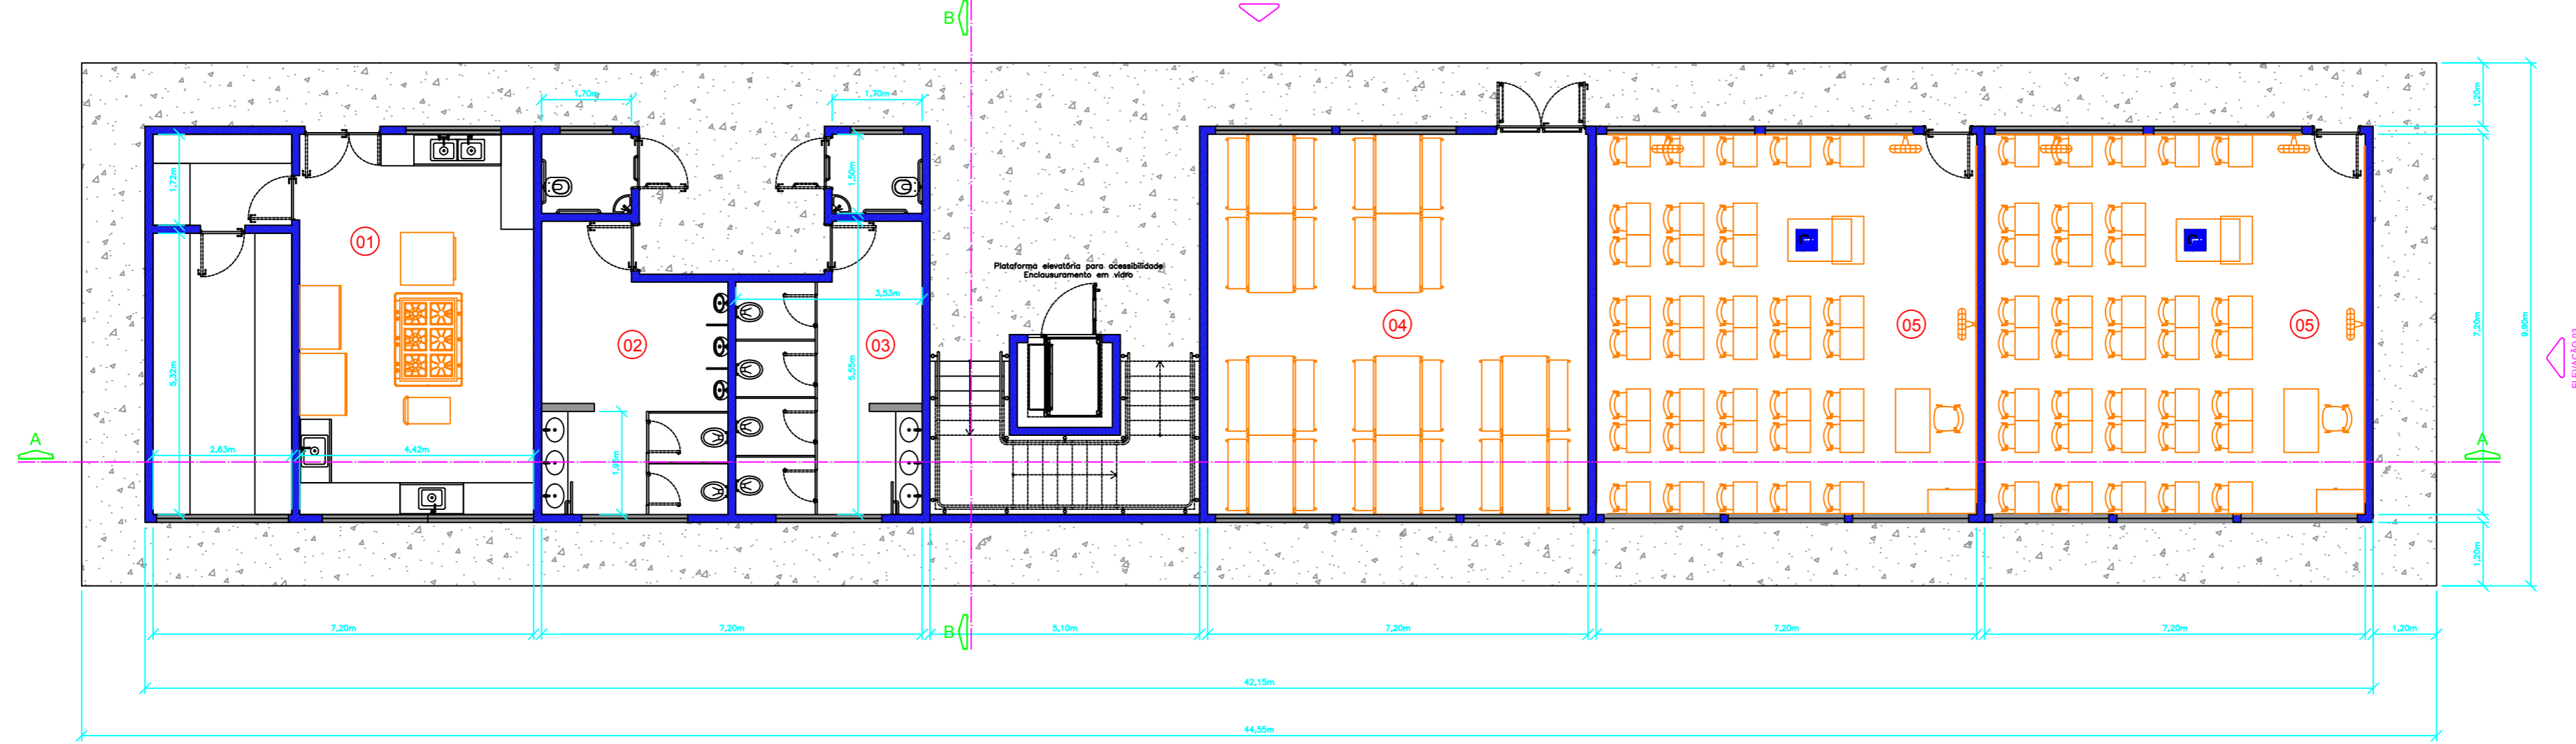 B
1,70m
1,70m
1,20m
9,90m
1,72m
1,50m
01
Plataforma elevatória para acessibilidade
Enclausuramento em vidro
3,53m
02
03
04
05
05
7,20m
ELEVAÇÃO 03
5,32m
5,55m
1,95m
A
A
2,63m
4,42m
1,20m
B
7,20m
7,20m
5,10m
7,20m
7,20m
7,20m
1,20m
42,15m
44,55m